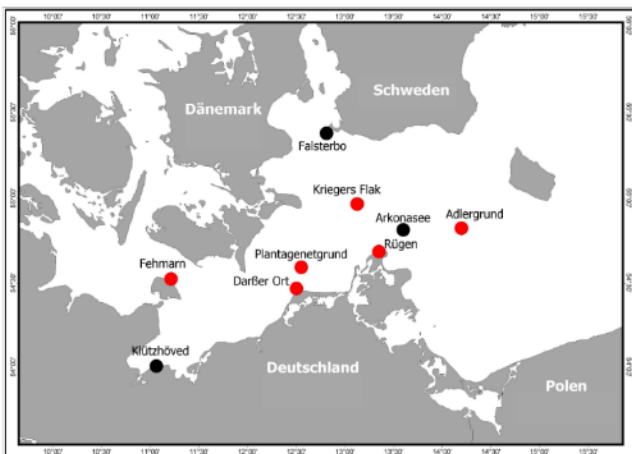 10°00' 10°30' 11°00' 11°30' 12°00' 12°30' 13°00' 13°30' 14°00' 14°30' 15°00' 15°30'
Schweden
Dänemark
Falsterbo
Kriegers Flak
Arkonasee
Adlergrund
Rügen
Plantagenetgrund
Fehmarn
Darßer Ort
Klützhöved
Deutschland
Polen
10°00' 10°30' 11°00' 11°30' 12°00' 12°30' 13°00' 13°30' 14°00' 14°30' 15°00' 15°30'